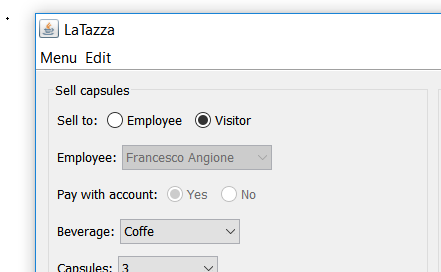 LaTazza
Menu Edit
Sell capsules
Sell to: Employee Visitor
Employee: Francesco Angione
Pay with account: Yes No
Beverage: Coffe
Capsules: 3